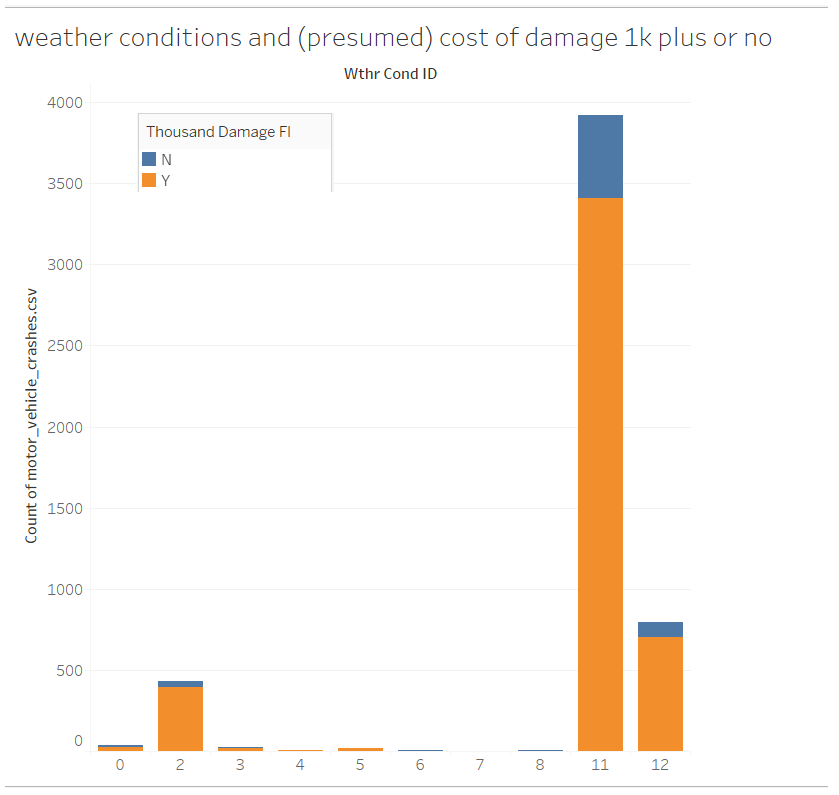 weather conditions and (presumed) cost of damage 1k plus or no
Wthr Cond ID
Thousand Damage Fl
N
Y
Count of motor_vehicle_crashes.csv
4000
3500
3000
2500
2000
1500
1000
500
0
0 2 3 4 5 6 7 8 11 12